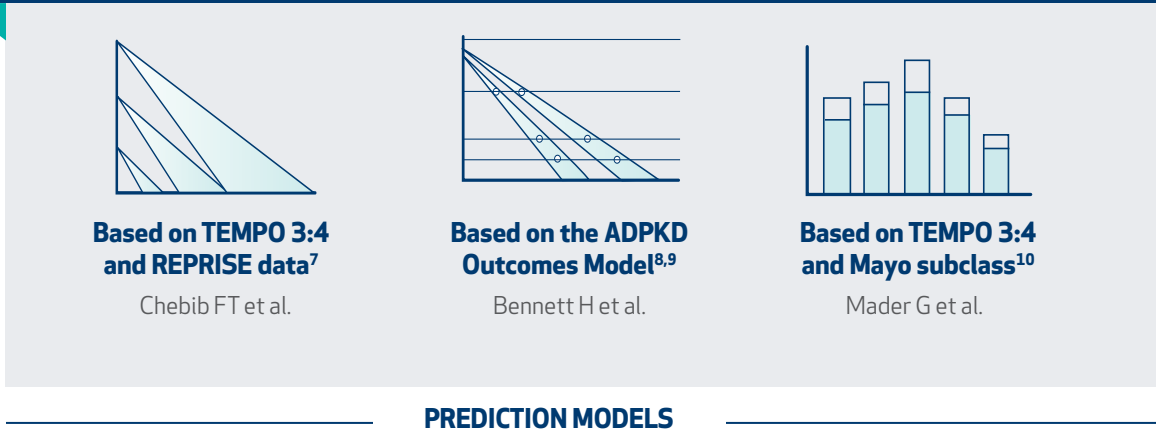 Based on TEMPO 3:4
and REPRISE data7
Chebib FT et al.
Based on the ADPKD
Outcomes Model8,9
Bennett H et al.
Based on TEMPO 3:4
and Mayo subclass10
Mader G et al.
PREDICTION MODELS